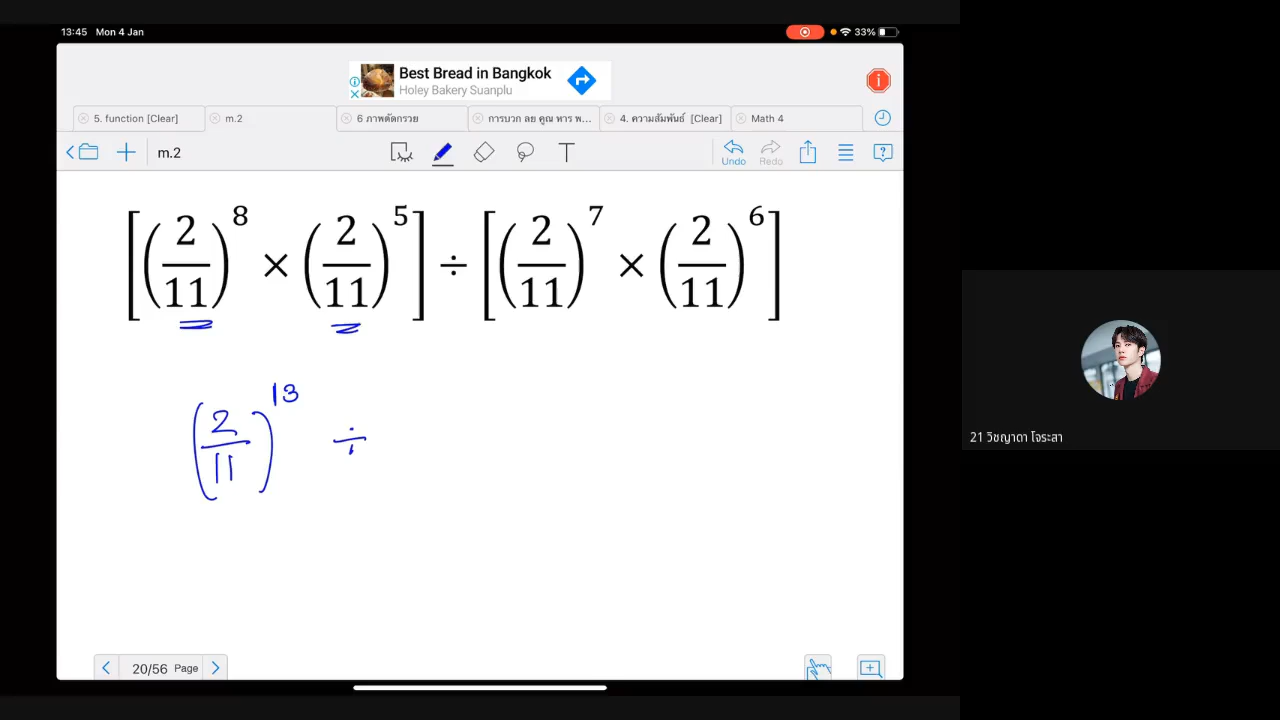 13:45 Mon 4 Jan 33%
Best Bread in Bangkok
Holey Bakery Suanplu
5. function [Clear] m.2 6 ภาพตัดกรวย การบวก ลย คูณ หาร พ... 4. ความสัมพันธ์ [Clear] Math 4
m.2 T Undo Redo
[(2/11)^8 × (2/11)^5] ÷ [(2/11)^7 × (2/11)^6]
(2/11)^13 ÷
21 วิชญาดา โจระสา
20/56 Page